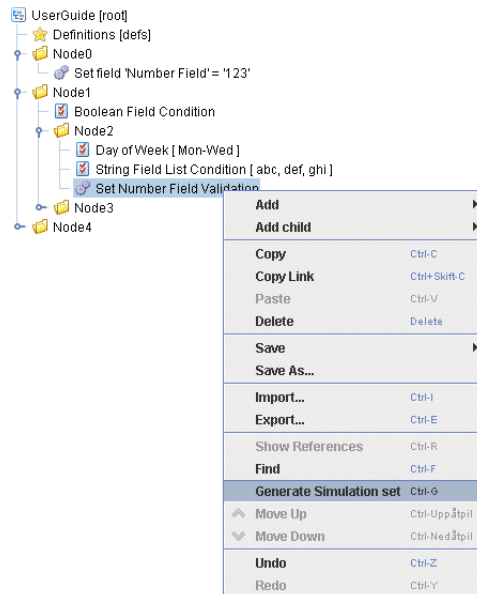 UserGuide [root]
Definitions [defs]
Node0
Set field 'Number Field' = '123'
Node1
Boolean Field Condition
Node2
Day of Week [ Mon-Wed ]
String Field List Condition [ abc, def, ghi ]
Set Number Field Validation
Node3
Node4
Add
Add child
Copy Ctrl-C
Copy Link Ctrl+Skift-C
Paste Ctrl-V
Delete Delete
Save
Save As...
Import... Ctrl-I
Export... Ctrl-E
Show References Ctrl-R
Find Ctrl-F
Generate Simulation set Ctrl-G
Move Up Ctrl-Uppåtpil
Move Down Ctrl-Nedåtpil
Undo Ctrl-Z
Redo Ctrl-Y